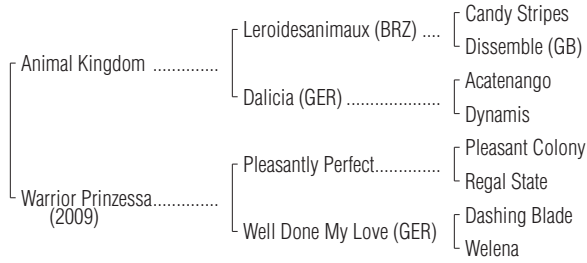 Candy Stripes
Leroidesanimaux (BRZ) ....
Dissemble (GB)
Animal Kingdom ..............
Acatenango
Dalicia (GER) ....................
Dynamis
Pleasant Colony
Pleasantly Perfect..............
Regal State
Warrior Prinzessa..............
(2009)
Dashing Blade
Well Done My Love (GER)
Welena